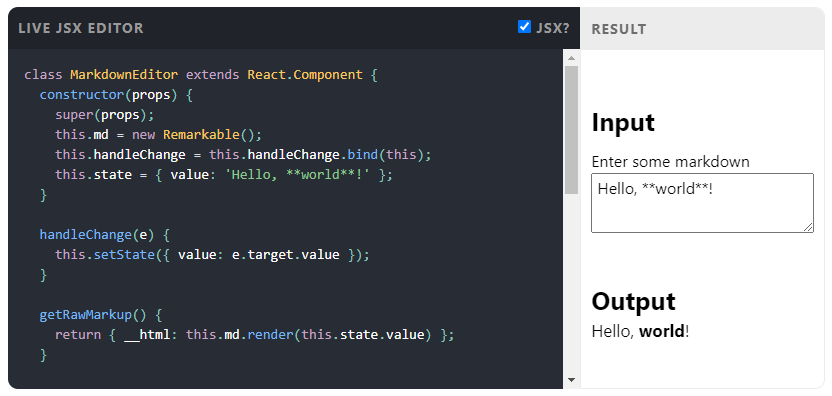 LIVE JSX EDITOR
JSX?
class MarkdownEditor extends React.Component {
  constructor(props) {
    super(props);
    this.md = new Remarkable();
    this.handleChange = this.handleChange.bind(this);
    this.state = { value: 'Hello, **world**!' };
  }

  handleChange(e) {
    this.setState({ value: e.target.value });
  }

  getRawMarkup() {
    return { __html: this.md.render(this.state.value) };
  }
RESULT
Input
Enter some markdown
Hello, **world**!
Output
Hello, world!